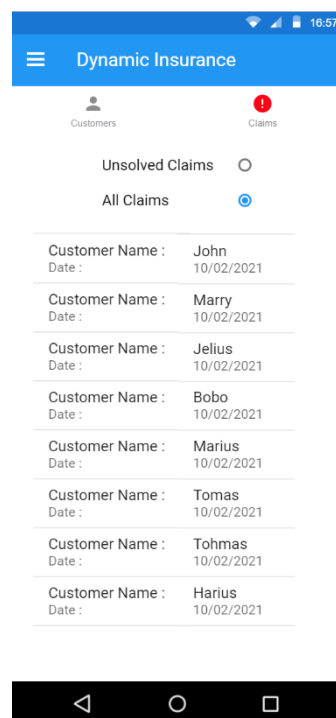 16:57
Dynamic Insurance
Customers Claims
Unsolved Claims
All Claims
Customer Name : John
Date : 10/02/2021
Customer Name : Marry
Date : 10/02/2021
Customer Name : Jelius
Date : 10/02/2021
Customer Name : Bobo
Date : 10/02/2021
Customer Name : Marius
Date : 10/02/2021
Customer Name : Tomas
Date : 10/02/2021
Customer Name : Tohmas
Date : 10/02/2021
Customer Name : Harius
Date : 10/02/2021